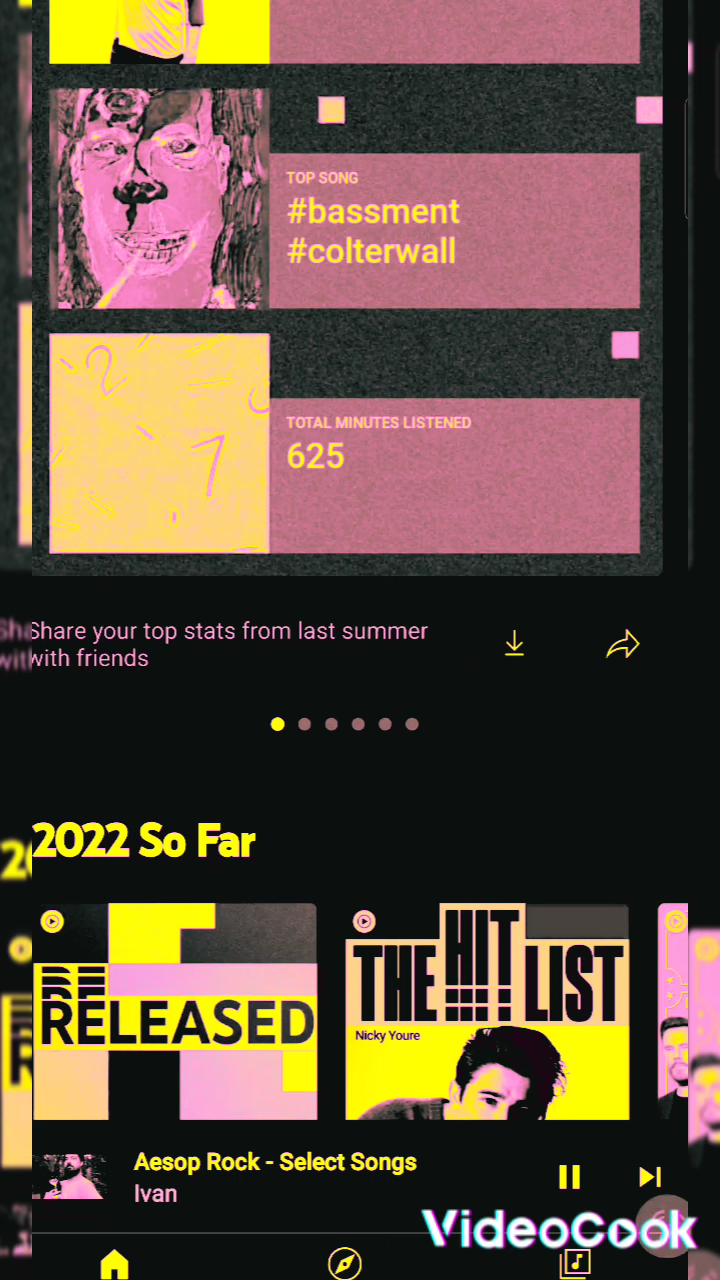 TOP SONG
#bassment
#colterwall
TOTAL MINUTES LISTENED
625
Share your top stats from last summer
with friends
2022 So Far
RELEASED
THE HIT LIST
Nicky Youre
Aesop Rock - Select Songs
Ivan
VideoCook